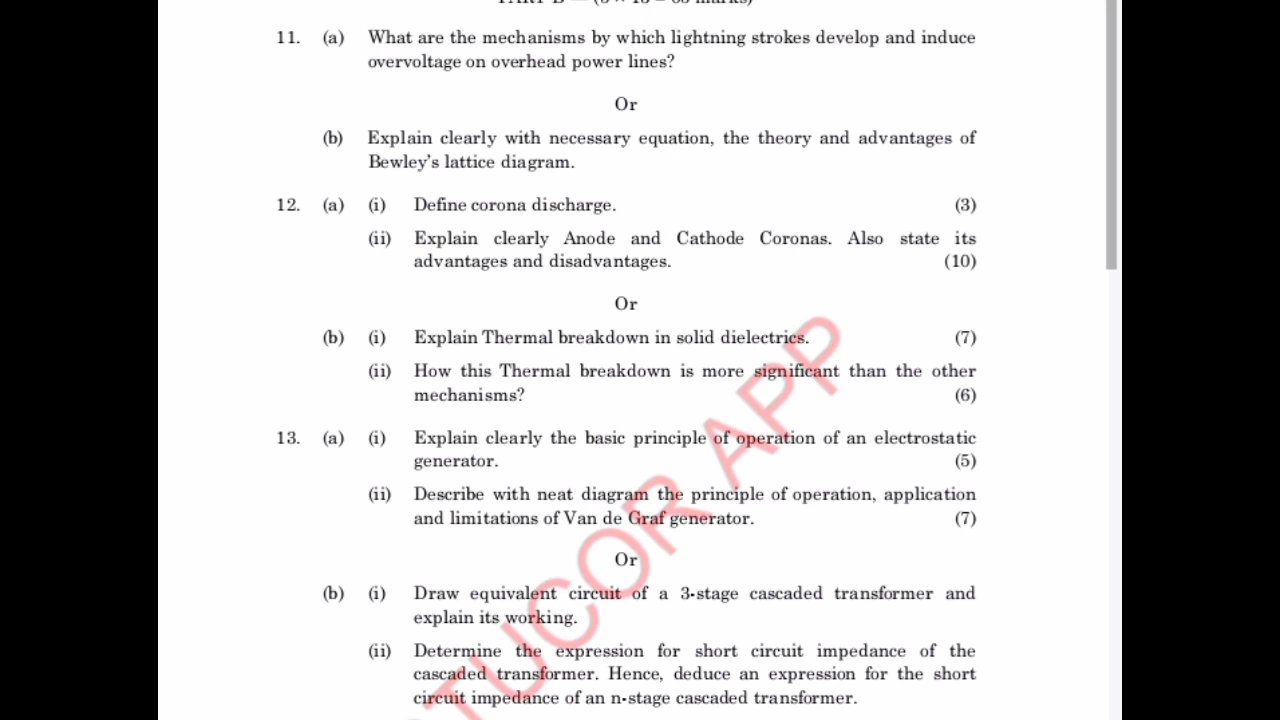 11. (a) What are the mechanisms by which lightning strokes develop and induce
overvoltage on overhead power lines?
Or
(b) Explain clearly with necessary equation, the theory and advantages of
Bewley's lattice diagram.
12. (a) (i) Define corona discharge. (3)
(ii) Explain clearly Anode and Cathode Coronas. Also state its
advantages and disadvantages. (10)
Or
(b) (i) Explain Thermal breakdown in solid dielectrics. (7)
(ii) How this Thermal breakdown is more significant than the other
mechanisms? (6)
13. (a) (i) Explain clearly the basic principle of operation of an electrostatic
generator. (5)
(ii) Describe with neat diagram the principle of operation, application
and limitations of Van de Graf generator. (7)
Or
(b) (i) Draw equivalent circuit of a 3-stage cascaded transformer and
explain its working.
(ii) Determine the expression for short circuit impedance of the
cascaded transformer. Hence, deduce an expression for the short
circuit impedance of an n-stage cascaded transformer.
TUCOR APP